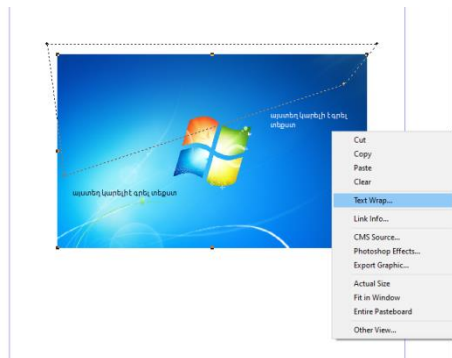 այստեղ կարելի է գրել
տեքստ
այստեղ կարելի է գրել տեքստ
Cut
Copy
Paste
Clear
Text Wrap...
Link Info...
CMS Source...
Photoshop Effects...
Export Graphic...
Actual Size
Fit in Window
Entire Pasteboard
Other View...